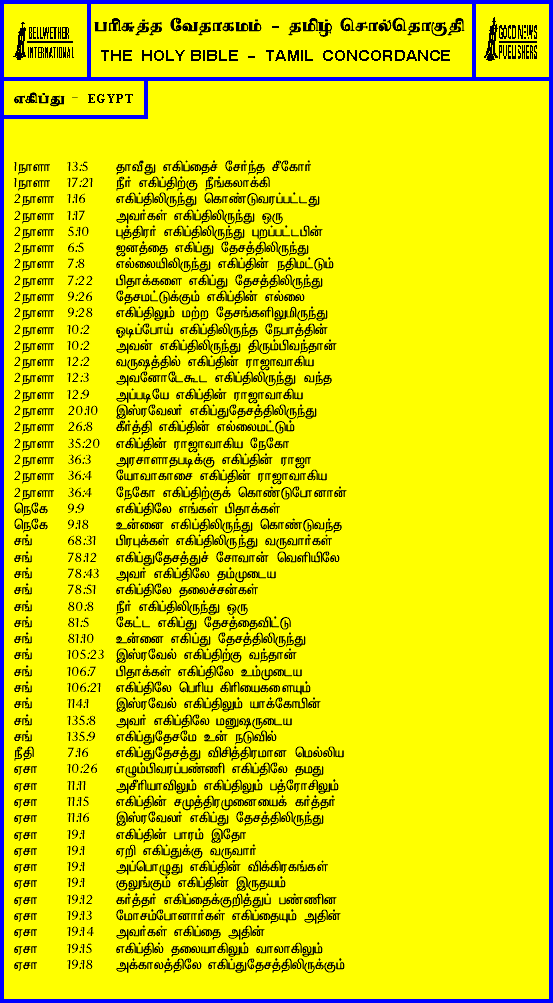 BELLWETHER
INTERNATIONAL
பரிசுத்த வேதாகமம் - தமிழ் சொல்தொகுதி
THE HOLY BIBLE - TAMIL CONCORDANCE
GOOD NEWS
PUBLISHERS
எகிப்து - EGYPT
1நாளா 13:5 தாவீது எகிப்தைச் சேர்ந்த சீகோர்
1நாளா 17:21 நீர் எகிப்திற்கு நீங்கலாக்கி
2நாளா 1:16 எகிப்திலிருந்து கொண்டுவரப்பட்டது
2நாளா 1:17 அவர்கள் எகிப்திலிருந்து ஒரு
2நாளா 5:10 புத்திரர் எகிப்திலிருந்து புறப்பட்டபின்
2நாளா 6:5 ஜனத்தை எகிப்து தேசத்திலிருந்து
2நாளா 7:8 எல்லையிலிருந்து எகிப்தின் நதிமட்டும்
2நாளா 7:22 பிதாக்களை எகிப்து தேசத்திலிருந்து
2நாளா 9:26 தேசமட்டுக்கும் எகிப்தின் எல்லை
2நாளா 9:28 எகிப்திலும் மற்ற தேசங்களிலுமிருந்து
2நாளா 10:2 ஒடிப்போய் எகிப்திலிருந்த நேபாத்தின்
2நாளா 10:2 அவன் எகிப்திலிருந்து திரும்பிவந்தான்
2நாளா 12:2 வருஷத்தில் எகிப்தின் ராஜாவாகிய
2நாளா 12:3 அவனோடேகூட எகிப்திலிருந்து வந்த
2நாளா 12:9 அப்படியே எகிப்தின் ராஜாவாகிய
2நாளா 20:10 இஸ்ரவேலர் எகிப்துதேசத்திலிருந்து
2நாளா 26:8 கீர்த்தி எகிப்தின் எல்லைமட்டும்
2நாளா 35:20 எகிப்தின் ராஜாவாகிய நேகோ
2நாளா 36:3 அரசாளாதபடிக்கு எகிப்தின் ராஜா
2நாளா 36:4 யோவாகாசை எகிப்தின் ராஜாவாகிய
2நாளா 36:4 நேகோ எகிப்திற்குக் கொண்டுபோனான்
நெகே 9:9 எகிப்திலே எங்கள் பிதாக்கள்
நெகே 9:18 உன்னை எகிப்திலிருந்து கொண்டுவந்த
சங் 68:31 பிரபுக்கள் எகிப்திலிருந்து வருவார்கள்
சங் 78:12 எகிப்துதேசத்துச் சோவான் வெளியிலே
சங் 78:43 அவர் எகிப்திலே தம்முடைய
சங் 78:51 எகிப்திலே தலைச்சன்கள்
சங் 80:8 நீர் எகிப்திலிருந்து ஒரு
சங் 81:5 கேட்ட எகிப்து தேசத்தைவிட்டு
சங் 81:10 உன்னை எகிப்து தேசத்திலிருந்து
சங் 105:23 இஸ்ரவேல் எகிப்திற்கு வந்தான்
சங் 106:7 பிதாக்கள் எகிப்திலே உம்முடைய
சங் 106:21 எகிப்திலே பெரிய கிரியைகளையும்
சங் 114:1 இஸ்ரவேல் எகிப்திலும் யாக்கோபின்
சங் 135:8 அவர் எகிப்திலே மனுஷருடைய
சங் 135:9 எகிப்துதேசமே உன் நடுவில்
நீதி 7:16 எகிப்துதேசத்து விசித்திரமான மெல்லிய
ஏசா 10:26 எழும்பிவரப்பண்ணி எகிப்திலே தமது
ஏசா 11:11 அசீரியாவிலும் எகிப்திலும் பத்ரோசிலும்
ஏசா 11:15 எகிப்தின் சமுத்திரமுனையைக் கர்த்தர்
ஏசா 11:16 இஸ்ரவேலர் எகிப்து தேசத்திலிருந்து
ஏசா 19:1 எகிப்தின் பாரம் இதோ
ஏசா 19:1 ஏறி எகிப்துக்கு வருவார்
ஏசா 19:1 அப்பொழுது எகிப்தின் விக்கிரகங்கள்
ஏசா 19:1 குலுங்கும் எகிப்தின் இருதயம்
ஏசா 19:12 கர்த்தர் எகிப்தைக்குறித்துப் பண்ணின
ஏசா 19:13 மோசம்போனார்கள் எகிப்தையும் அதின்
ஏசா 19:14 அவர்கள் எகிப்தை அதின்
ஏசா 19:15 எகிப்தில் தலையாகிலும் வாலாகிலும்
ஏசா 19:18 அக்காலத்திலே எகிப்துதேசத்திலிருக்கும்